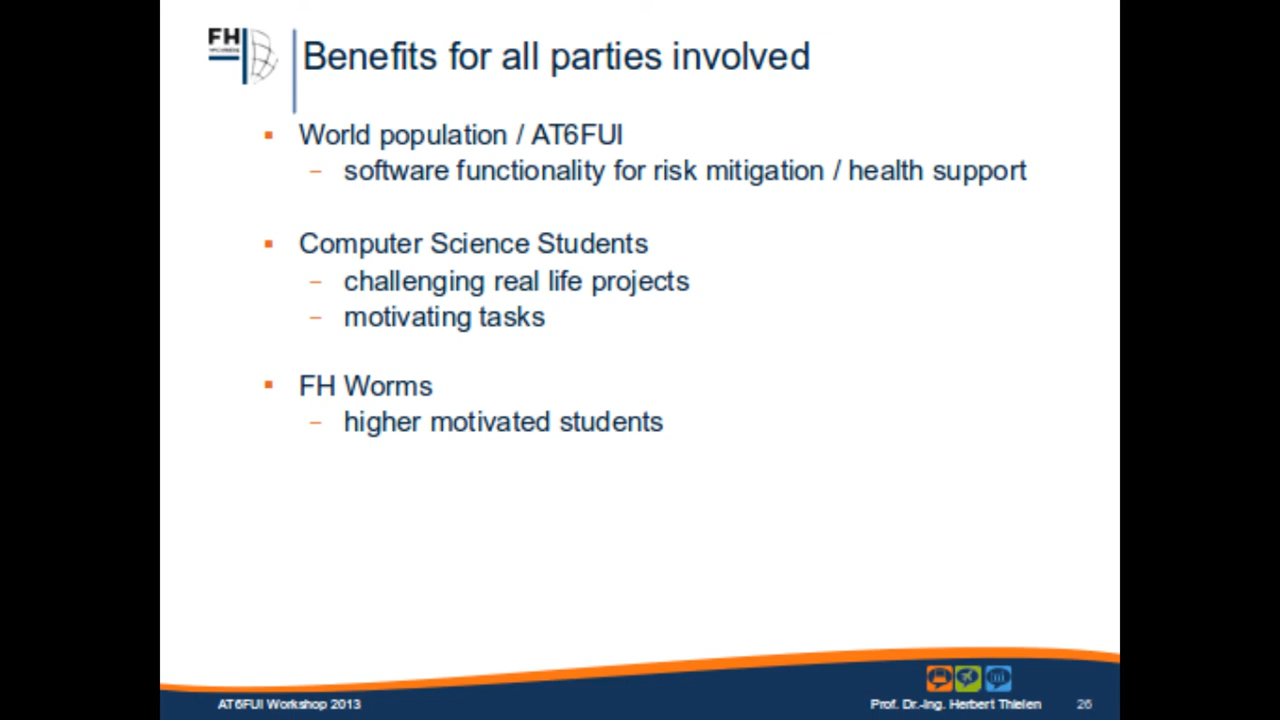 FH
Benefits for all parties involved
World population / AT6FUI
– software functionality for risk mitigation / health support
Computer Science Students
– challenging real life projects
– motivating tasks
FH Worms
– higher motivated students
AT6FUI Workshop 2013
Prof. Dr.-Ing. Herbert Thielen
26